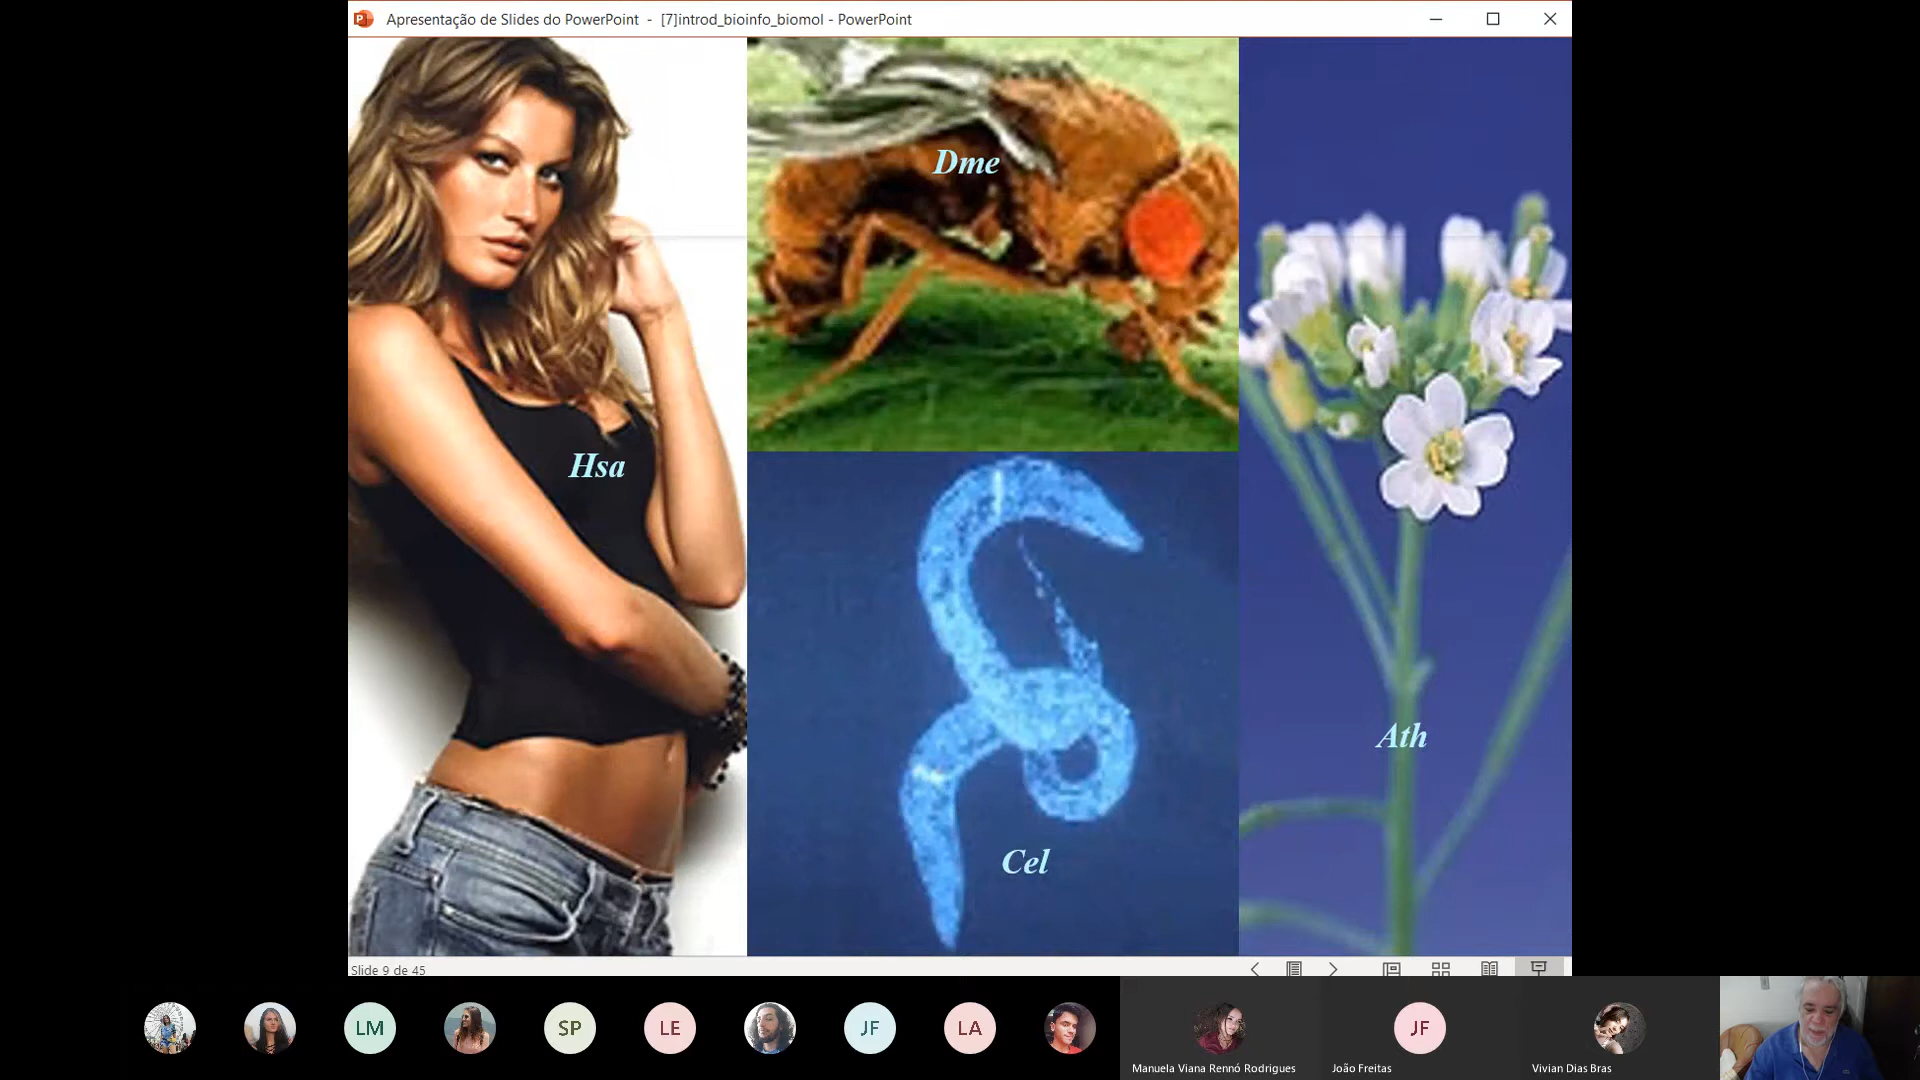 Apresentação de Slides do PowerPoint - [7]introd_bioinfo_biomol - PowerPoint
Dme
Hsa
Ath
Cel
Slide 9 de 45
LM
SP
LE
JF
LA
JF
Manuela Viana Rennó Rodrigues
João Freitas
Vivian Dias Bras